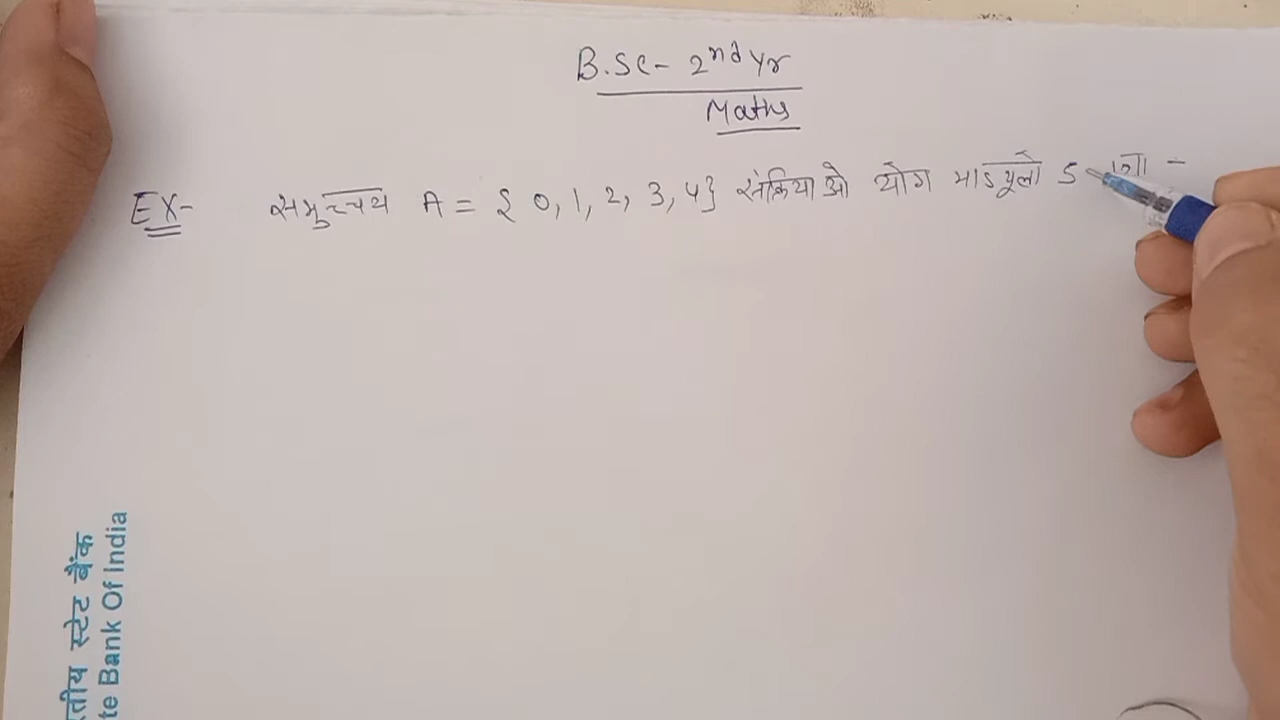 B.Sc- 2nd Yr
Maths
EX- समुच्चय A = { 0, 1, 2, 3, 4} संक्रियाओ योग माड्यूलो 5
तीय स्टेट बैंक
te Bank Of India